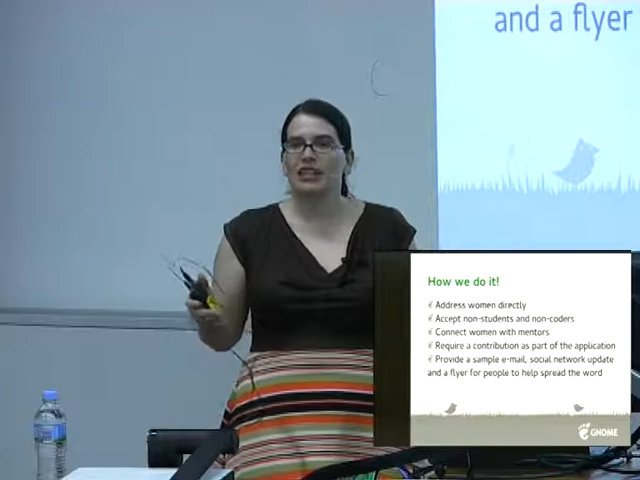 and a flyer
How we do it!
Address women directly
Accept non-students and non-coders
Connect women with mentors
Require a contribution as part of the application
Provide a sample e-mail, social network update
and a flyer for people to help spread the word
GNOME